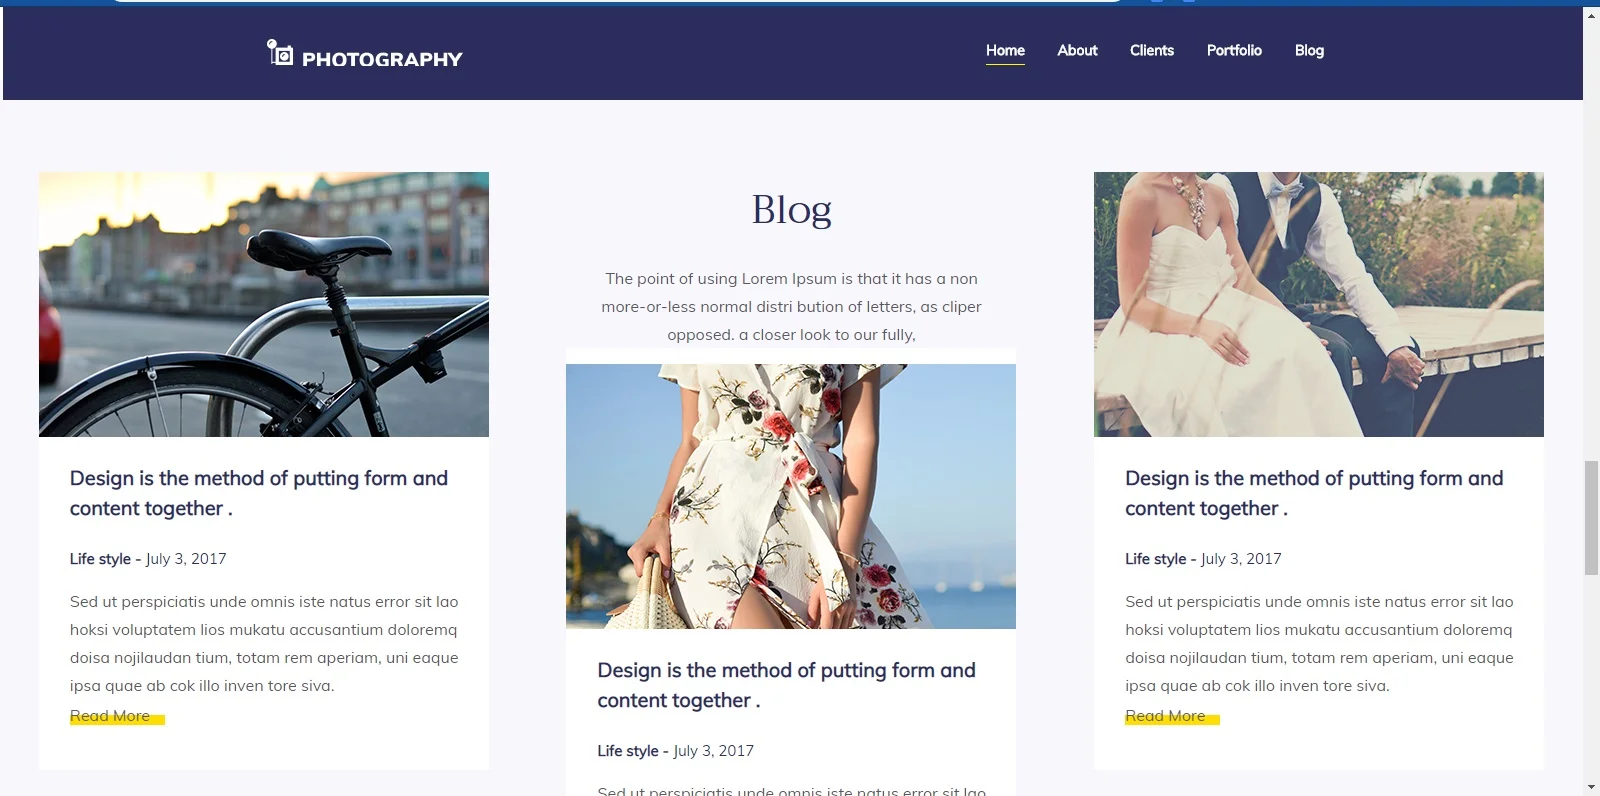 PHOTOGRAPHY
Home About Clients Portfolio Blog
Design is the method of putting form and
content together .
Life style - July 3, 2017
Sed ut perspiciatis unde omnis iste natus error sit lao
hoksi voluptatem lios mukatu accusantium doloremq
doisa nojilaudan tium, totam rem aperiam, uni eaque
ipsa quae ab cok illo inven tore siva.
Read More
Blog
The point of using Lorem Ipsum is that it has a non
more-or-less normal distri bution of letters, as cliper
opposed. a closer look to our fully,
Design is the method of putting form and
content together .
Life style - July 3, 2017
Sed ut perspiciatis unde omnis iste natus error sit lao
Design is the method of putting form and
content together .
Life style - July 3, 2017
Sed ut perspiciatis unde omnis iste natus error sit lao
hoksi voluptatem lios mukatu accusantium doloremq
doisa nojilaudan tium, totam rem aperiam, uni eaque
ipsa quae ab cok illo inven tore siva.
Read More